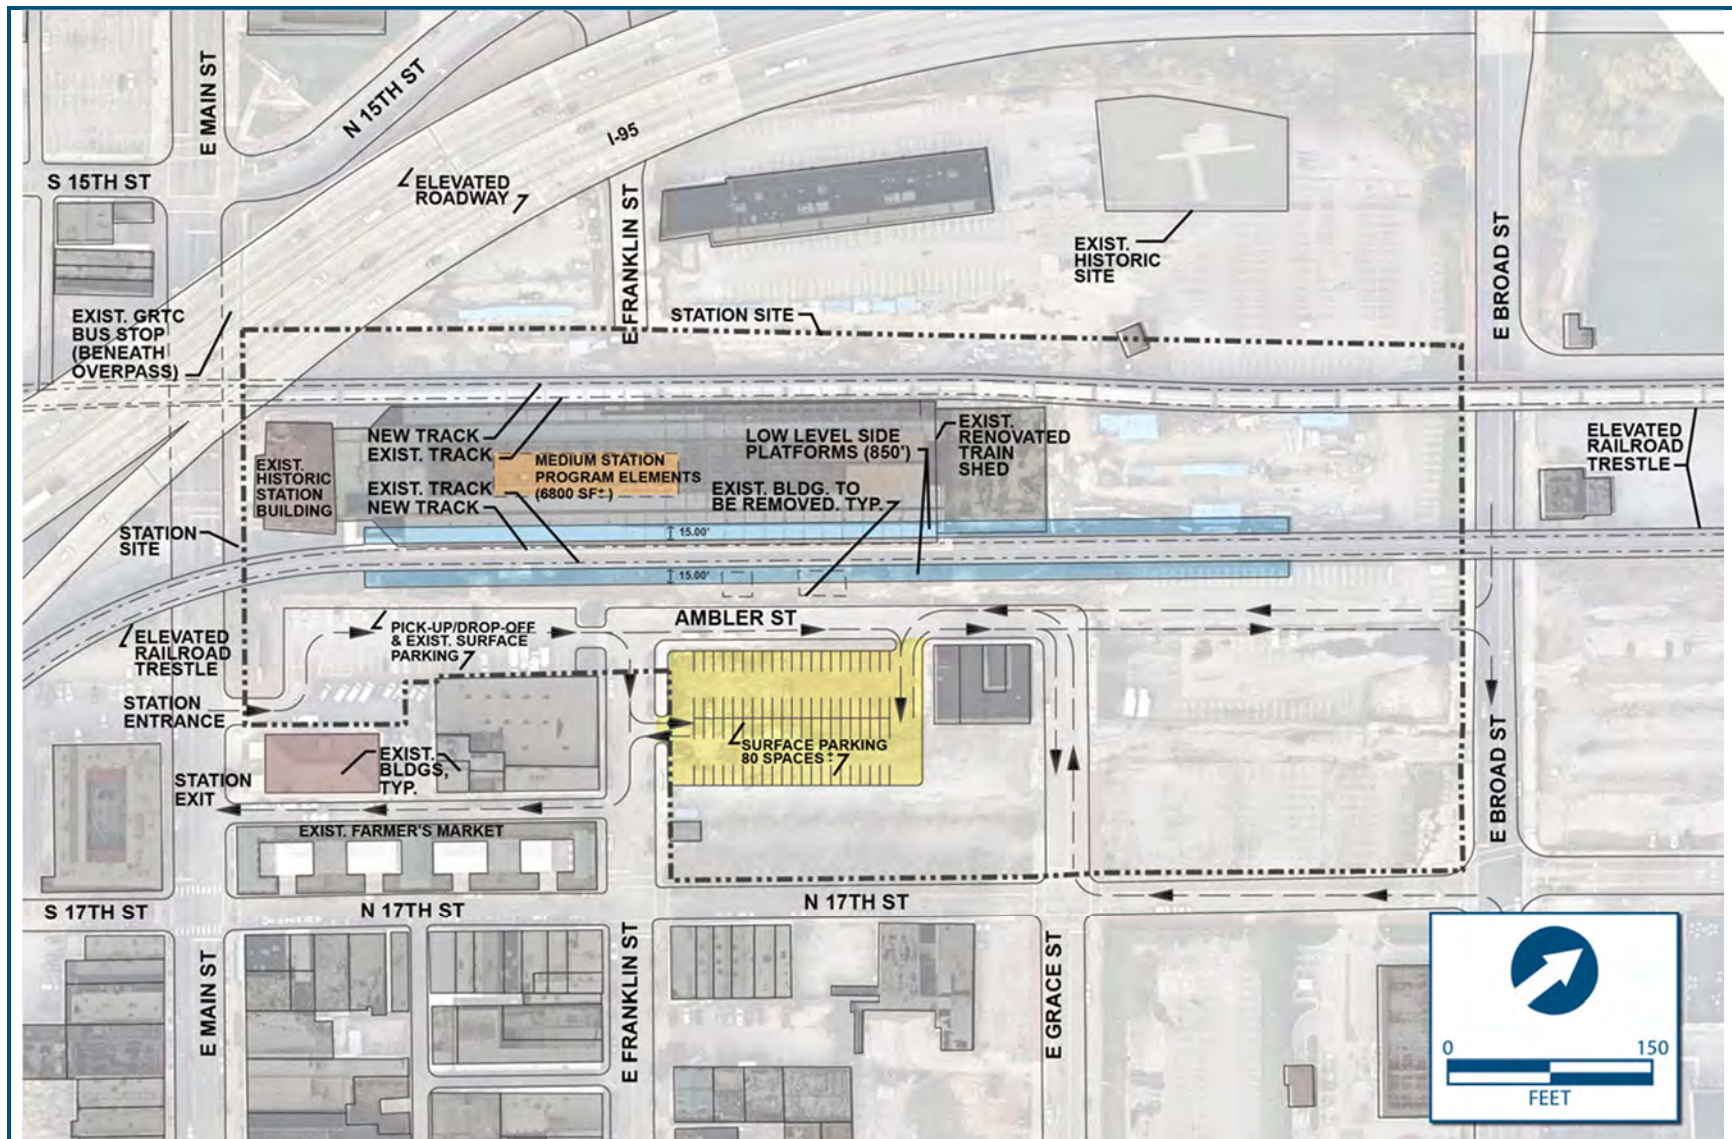 E MAIN ST
N 15TH ST
I-95
S 15TH ST
ELEVATED
ROADWAY
E FRANKLIN ST
EXIST.
HISTORIC
SITE
E BROAD ST
EXIST. GRTC
BUS STOP
(BENEATH
OVERPASS)
STATION SITE
NEW TRACK
EXIST. TRACK
LOW LEVEL SIDE
PLATFORMS (850')
EXIST.
RENOVATED
TRAIN
SHED
ELEVATED
RAILROAD
TRESTLE
EXIST.
HISTORIC
STATION
BUILDING
MEDIUM STATION
PROGRAM ELEMENTS
(6800 SF±)
EXIST. TRACK
NEW TRACK
EXIST. BLDG. TO
BE REMOVED. TYP.
STATION
SITE
15.00'
15.00'
AMBLER ST
PICK-UP/DROP-OFF
& EXIST. SURFACE
PARKING
ELEVATED
RAILROAD
TRESTLE
STATION
ENTRANCE
SURFACE PARKING
80 SPACES±
EXIST.
BLDGS,
TYP.
STATION
EXIT
E BROAD ST
EXIST. FARMER'S MARKET
S 17TH ST
N 17TH ST
N 17TH ST
E MAIN ST
E FRANKLIN ST
E GRACE ST
0 150
FEET